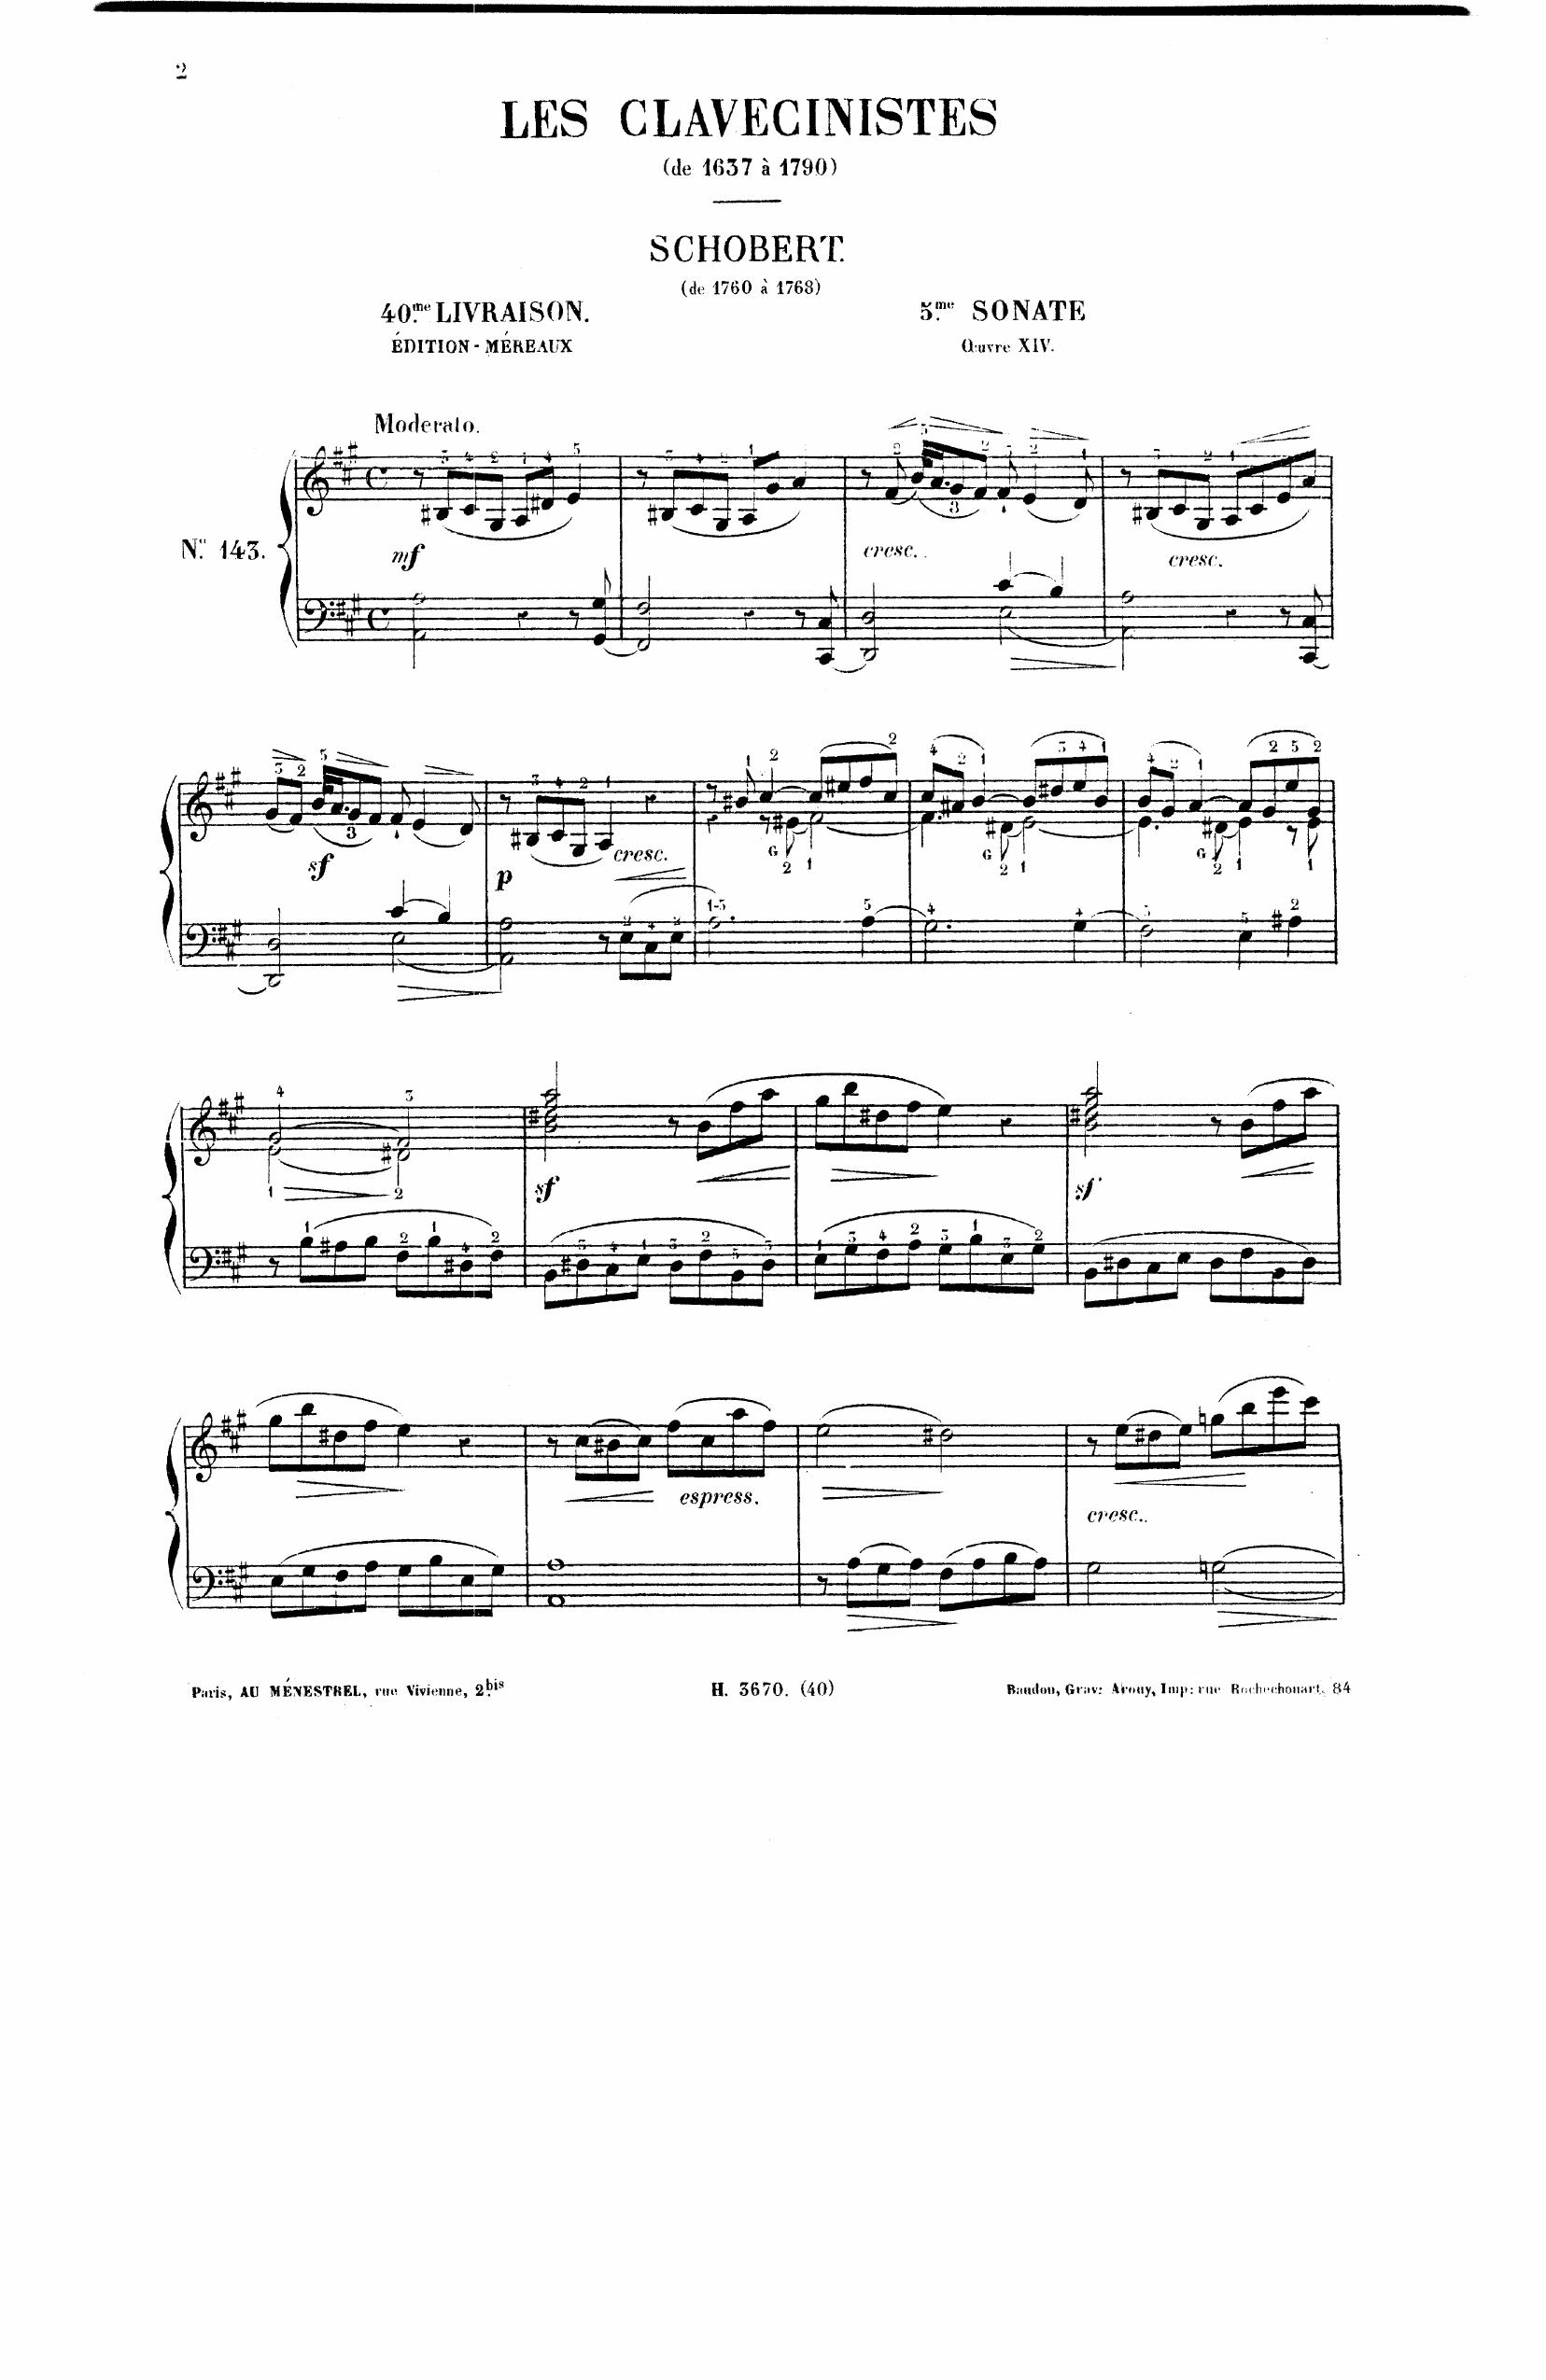 2
LES CLAVECINISTES
(de 1637 à 1790)
SCHOBERT.
(de 1760 à 1768)
40.me LIVRAISON.
ÉDITION - MÉREAUX
5.me SONATE
Œuvre XIV.
Moderato.
No. 143.
mf
cresc..
cresc.
sf
p
cresc.
sf
sf
espress.
cresc..
Paris, AU MÉNESTREL, rue Vivienne, 2.bis
H. 3670. (40)
Baudon, Grav: Arouy, Imp: rue Rochechouart, 84